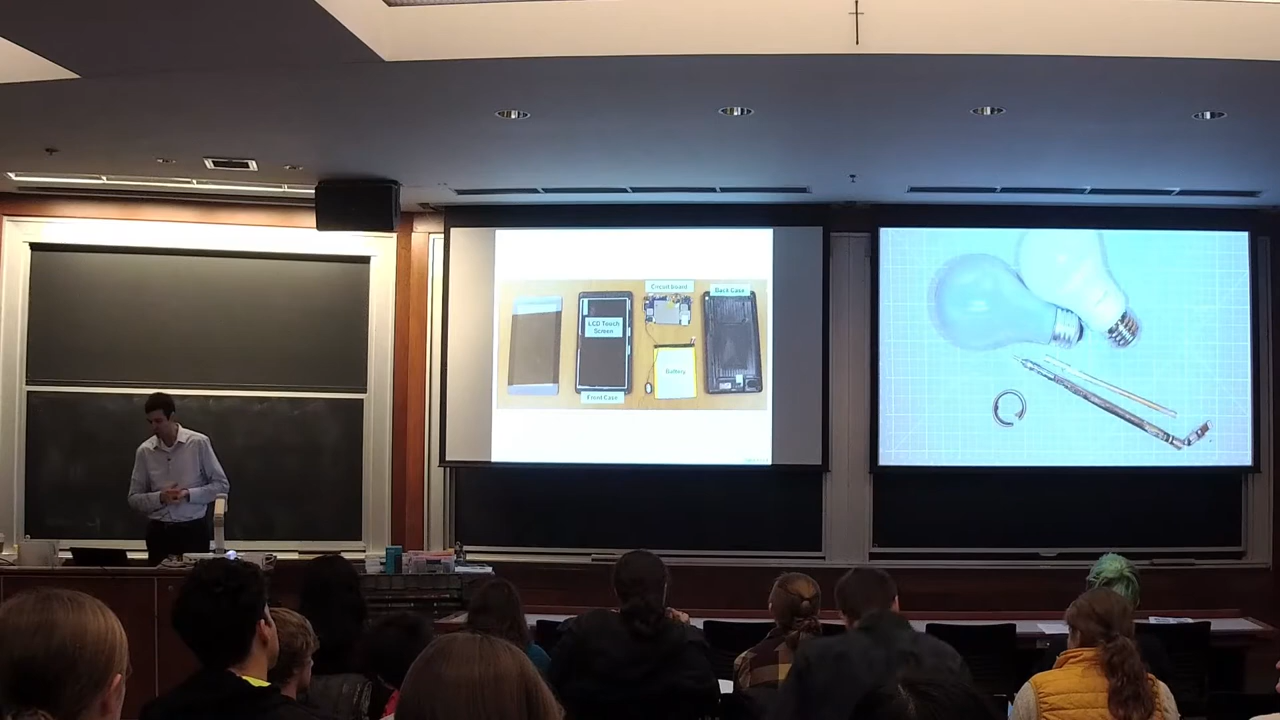 Circuit board
Back Case
LCD Touch
Screen
Battery
Front Case